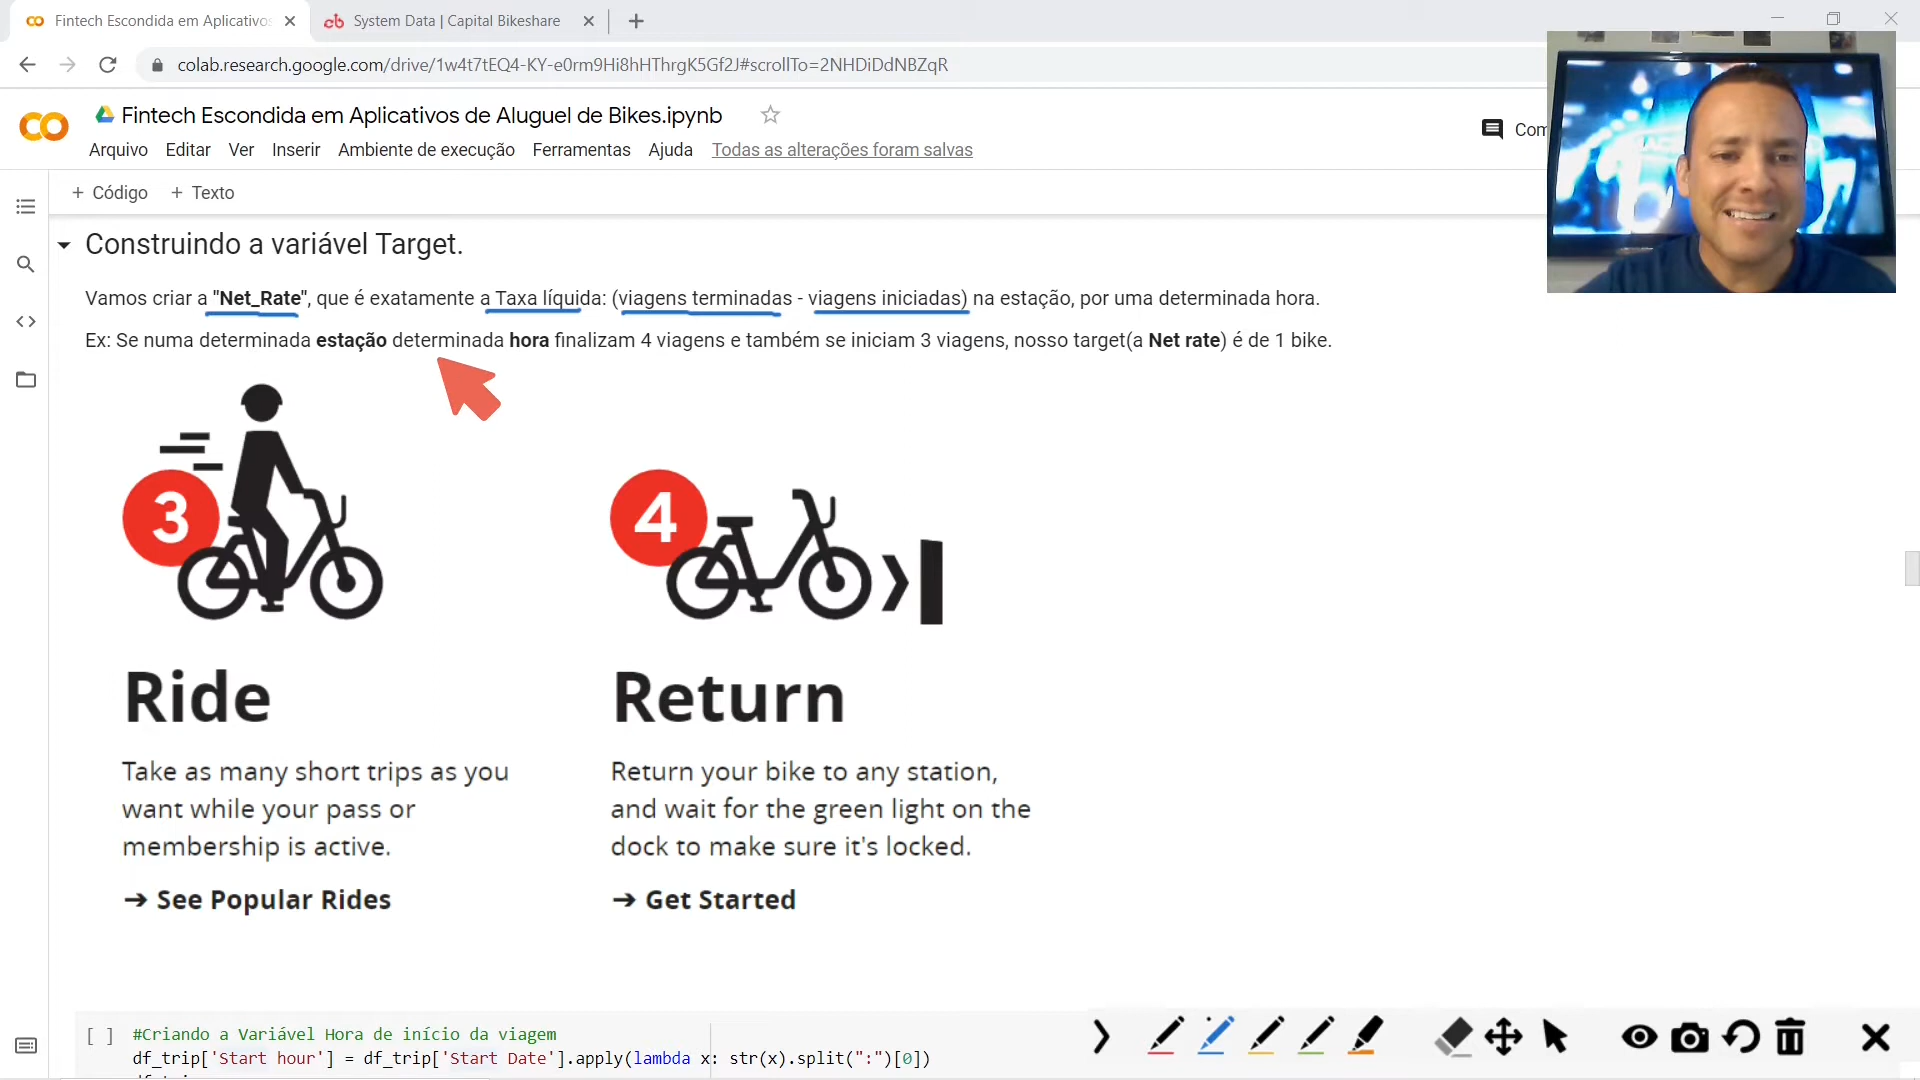 Fintech Escondida em Aplicativos
System Data | Capital Bikeshare
colab.research.google.com/drive/1w4t7tEQ4-KY-e0rm9Hi8hHThrgK5Gf2J#scrollTo=2NHDiDdNBZqR
Fintech Escondida em Aplicativos de Aluguel de Bikes.ipynb
Com
Arquivo Editar Ver Inserir Ambiente de execução Ferramentas Ajuda Todas as alterações foram salvas
+ Código + Texto
Construindo a variável Target.
Vamos criar a "Net_Rate", que é exatamente a Taxa líquida: (viagens terminadas - viagens iniciadas) na estação, por uma determinada hora.
Ex: Se numa determinada estação determinada hora finalizam 4 viagens e também se iniciam 3 viagens, nosso target(a Net rate) é de 1 bike.
3
4
Ride
Take as many short trips as you
want while your pass or
membership is active.
→ See Popular Rides
Return
Return your bike to any station,
and wait for the green light on the
dock to make sure it's locked.
→ Get Started
[ ] #Criando a Variável Hora de início da viagem
df_trip['Start hour'] = df_trip['Start Date'].apply(lambda x: str(x).split(":")[0])